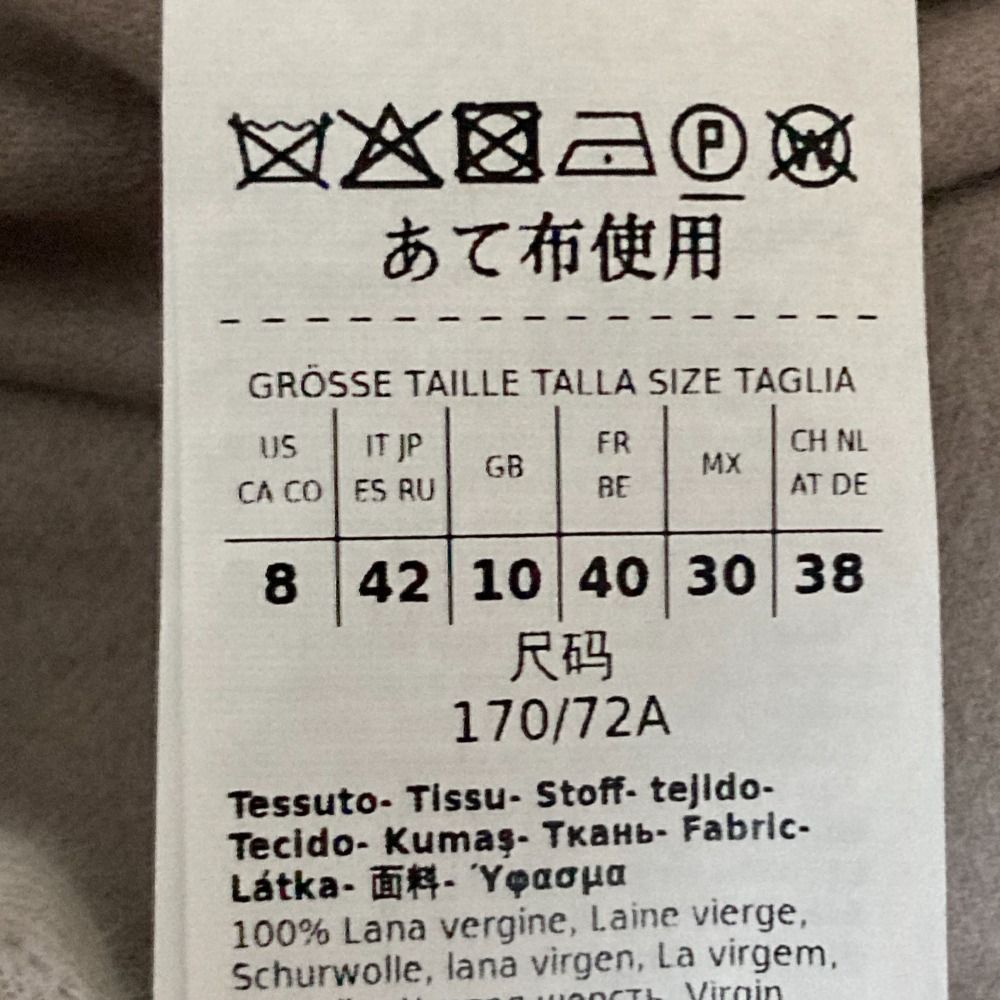 P W
あて布使用
GRÖSSE TAILLE TALLA SIZE TAGLIA
US IT JP GB FR MX CH NL
CA CO ES RU BE AT DE
8 42 10 40 30 38
尺码
170/72A
Tessuto- Tissu- Stoff- tejido-
Tecido- Kumaş- Ткань- Fabric-
Látka- 面料- Ύφασμα
100% Lana vergine, Laine vierge,
Schurwolle, lana virgen, La virgem,
шерсть, Virgin